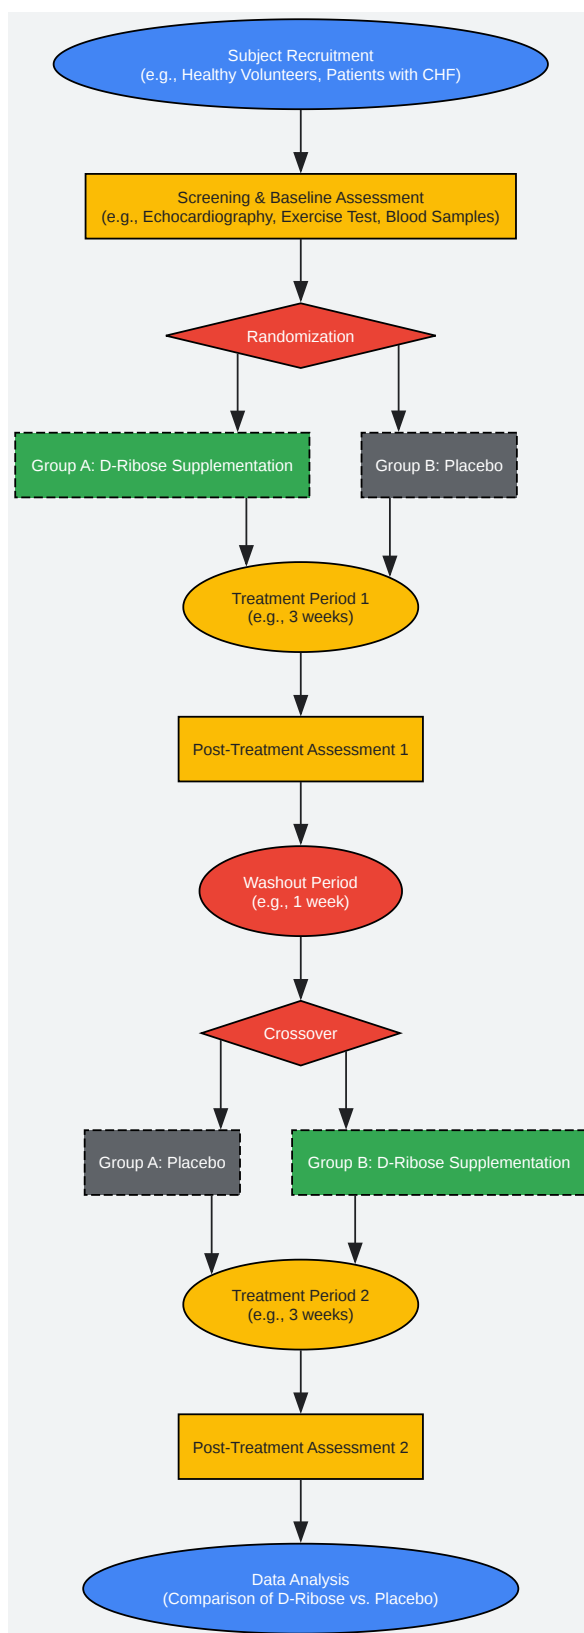 Subject Recruitment
(e.g., Healthy Volunteers, Patients with CHF)
Screening & Baseline Assessment
(e.g., Echocardiography, Exercise Test, Blood Samples)
Randomization
Group A: D-Ribose Supplementation
Group B: Placebo
Treatment Period 1
(e.g., 3 weeks)
Post-Treatment Assessment 1
Washout Period
(e.g., 1 week)
Crossover
Group A: Placebo
Group B: D-Ribose Supplementation
Treatment Period 2
(e.g., 3 weeks)
Post-Treatment Assessment 2
Data Analysis
(Comparison of D-Ribose vs. Placebo)